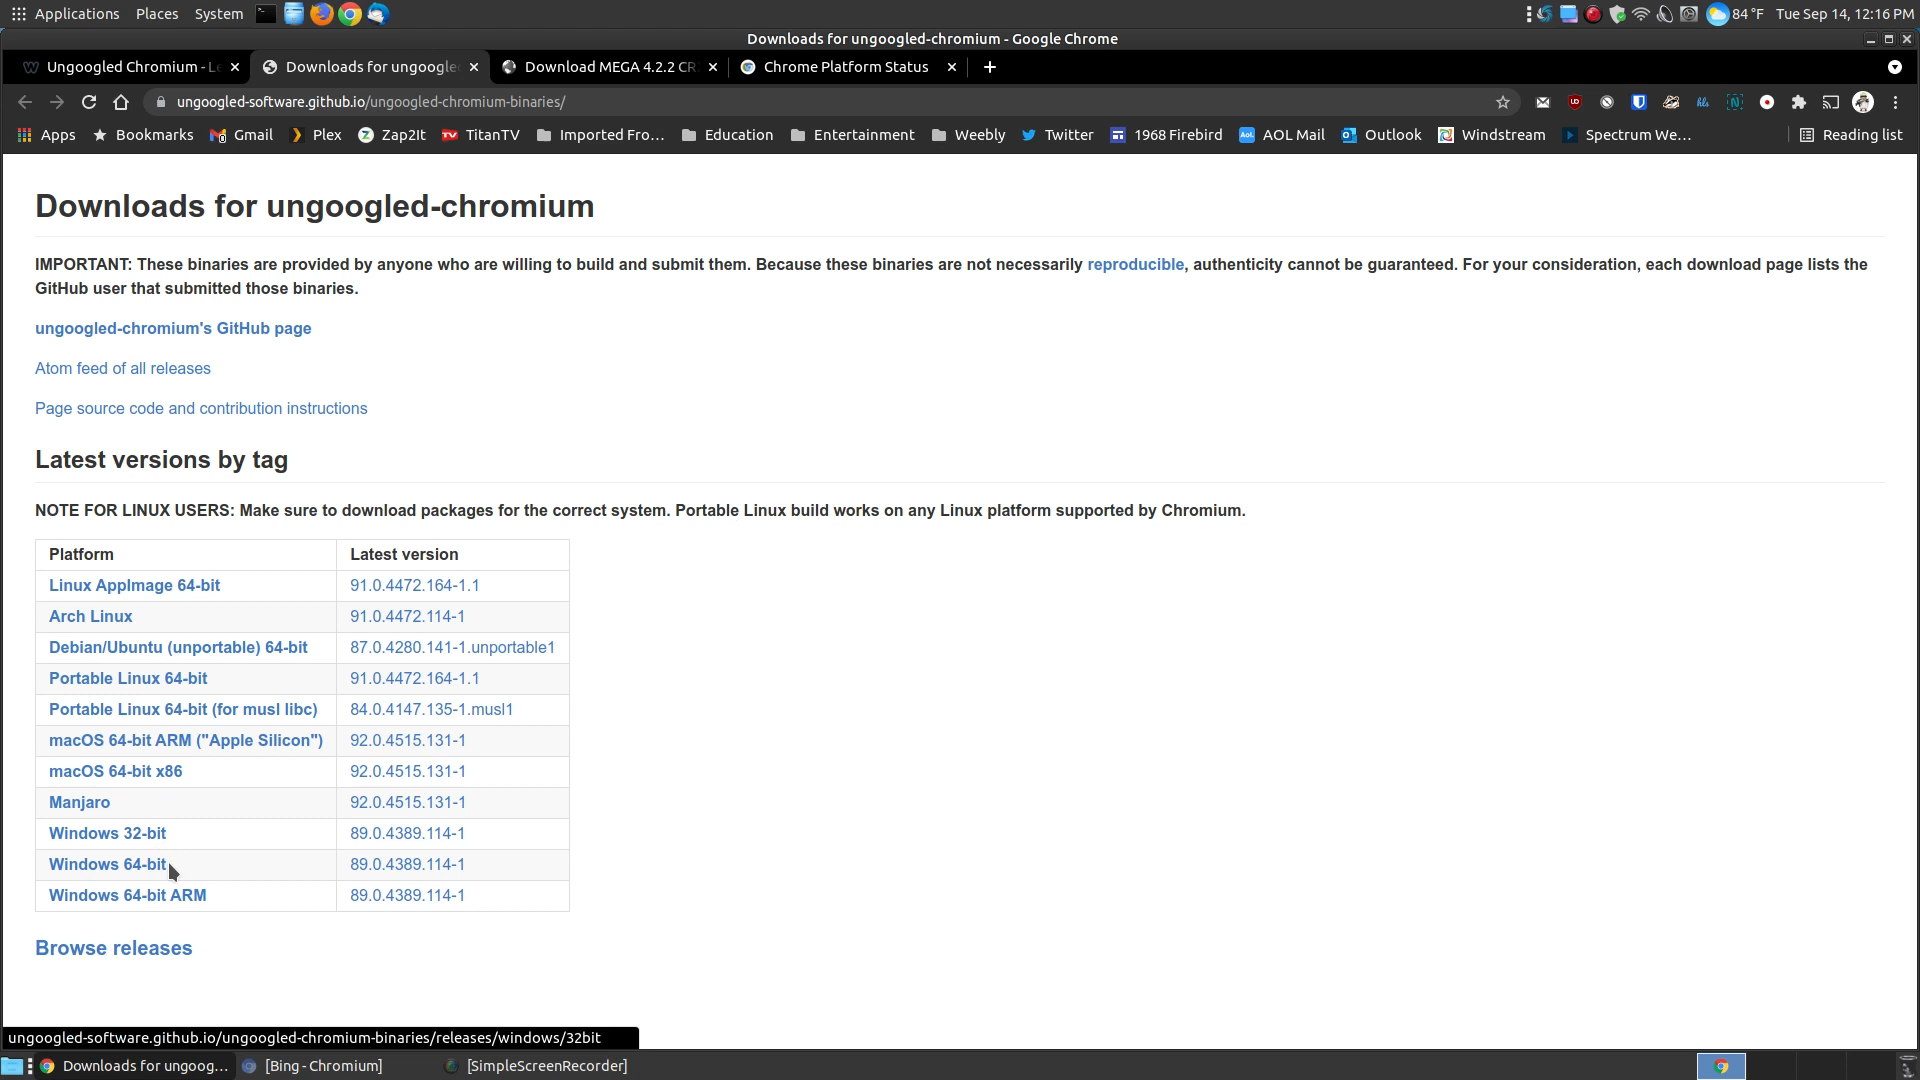 Applications Places System
84 °F Tue Sep 14, 12:16 PM
Downloads for ungoogled-chromium - Google Chrome
Ungoogled Chromium - Le
Downloads for ungoogle
Download MEGA 4.2.2 CR
Chrome Platform Status
ungoogled-software.github.io/ungoogled-chromium-binaries/
Apps Bookmarks Gmail Plex Zap2It TitanTV Imported Fro... Education Entertainment Weebly Twitter 1968 Firebird AOL Mail Outlook Windstream Spectrum We... Reading list
Downloads for ungoogled-chromium
IMPORTANT: These binaries are provided by anyone who are willing to build and submit them. Because these binaries are not necessarily reproducible, authenticity cannot be guaranteed. For your consideration, each download page lists the
GitHub user that submitted those binaries.
ungoogled-chromium's GitHub page
Atom feed of all releases
Page source code and contribution instructions
Latest versions by tag
NOTE FOR LINUX USERS: Make sure to download packages for the correct system. Portable Linux build works on any Linux platform supported by Chromium.
Platform Latest version
Linux AppImage 64-bit 91.0.4472.164-1.1
Arch Linux 91.0.4472.114-1
Debian/Ubuntu (unportable) 64-bit 87.0.4280.141-1.unportable1
Portable Linux 64-bit 91.0.4472.164-1.1
Portable Linux 64-bit (for musl libc) 84.0.4147.135-1.musl1
macOS 64-bit ARM ("Apple Silicon") 92.0.4515.131-1
macOS 64-bit x86 92.0.4515.131-1
Manjaro 92.0.4515.131-1
Windows 32-bit 89.0.4389.114-1
Windows 64-bit 89.0.4389.114-1
Windows 64-bit ARM 89.0.4389.114-1
Browse releases
ungoogled-software.github.io/ungoogled-chromium-binaries/releases/windows/32bit
Downloads for ungoog... [Bing - Chromium] [SimpleScreenRecorder]